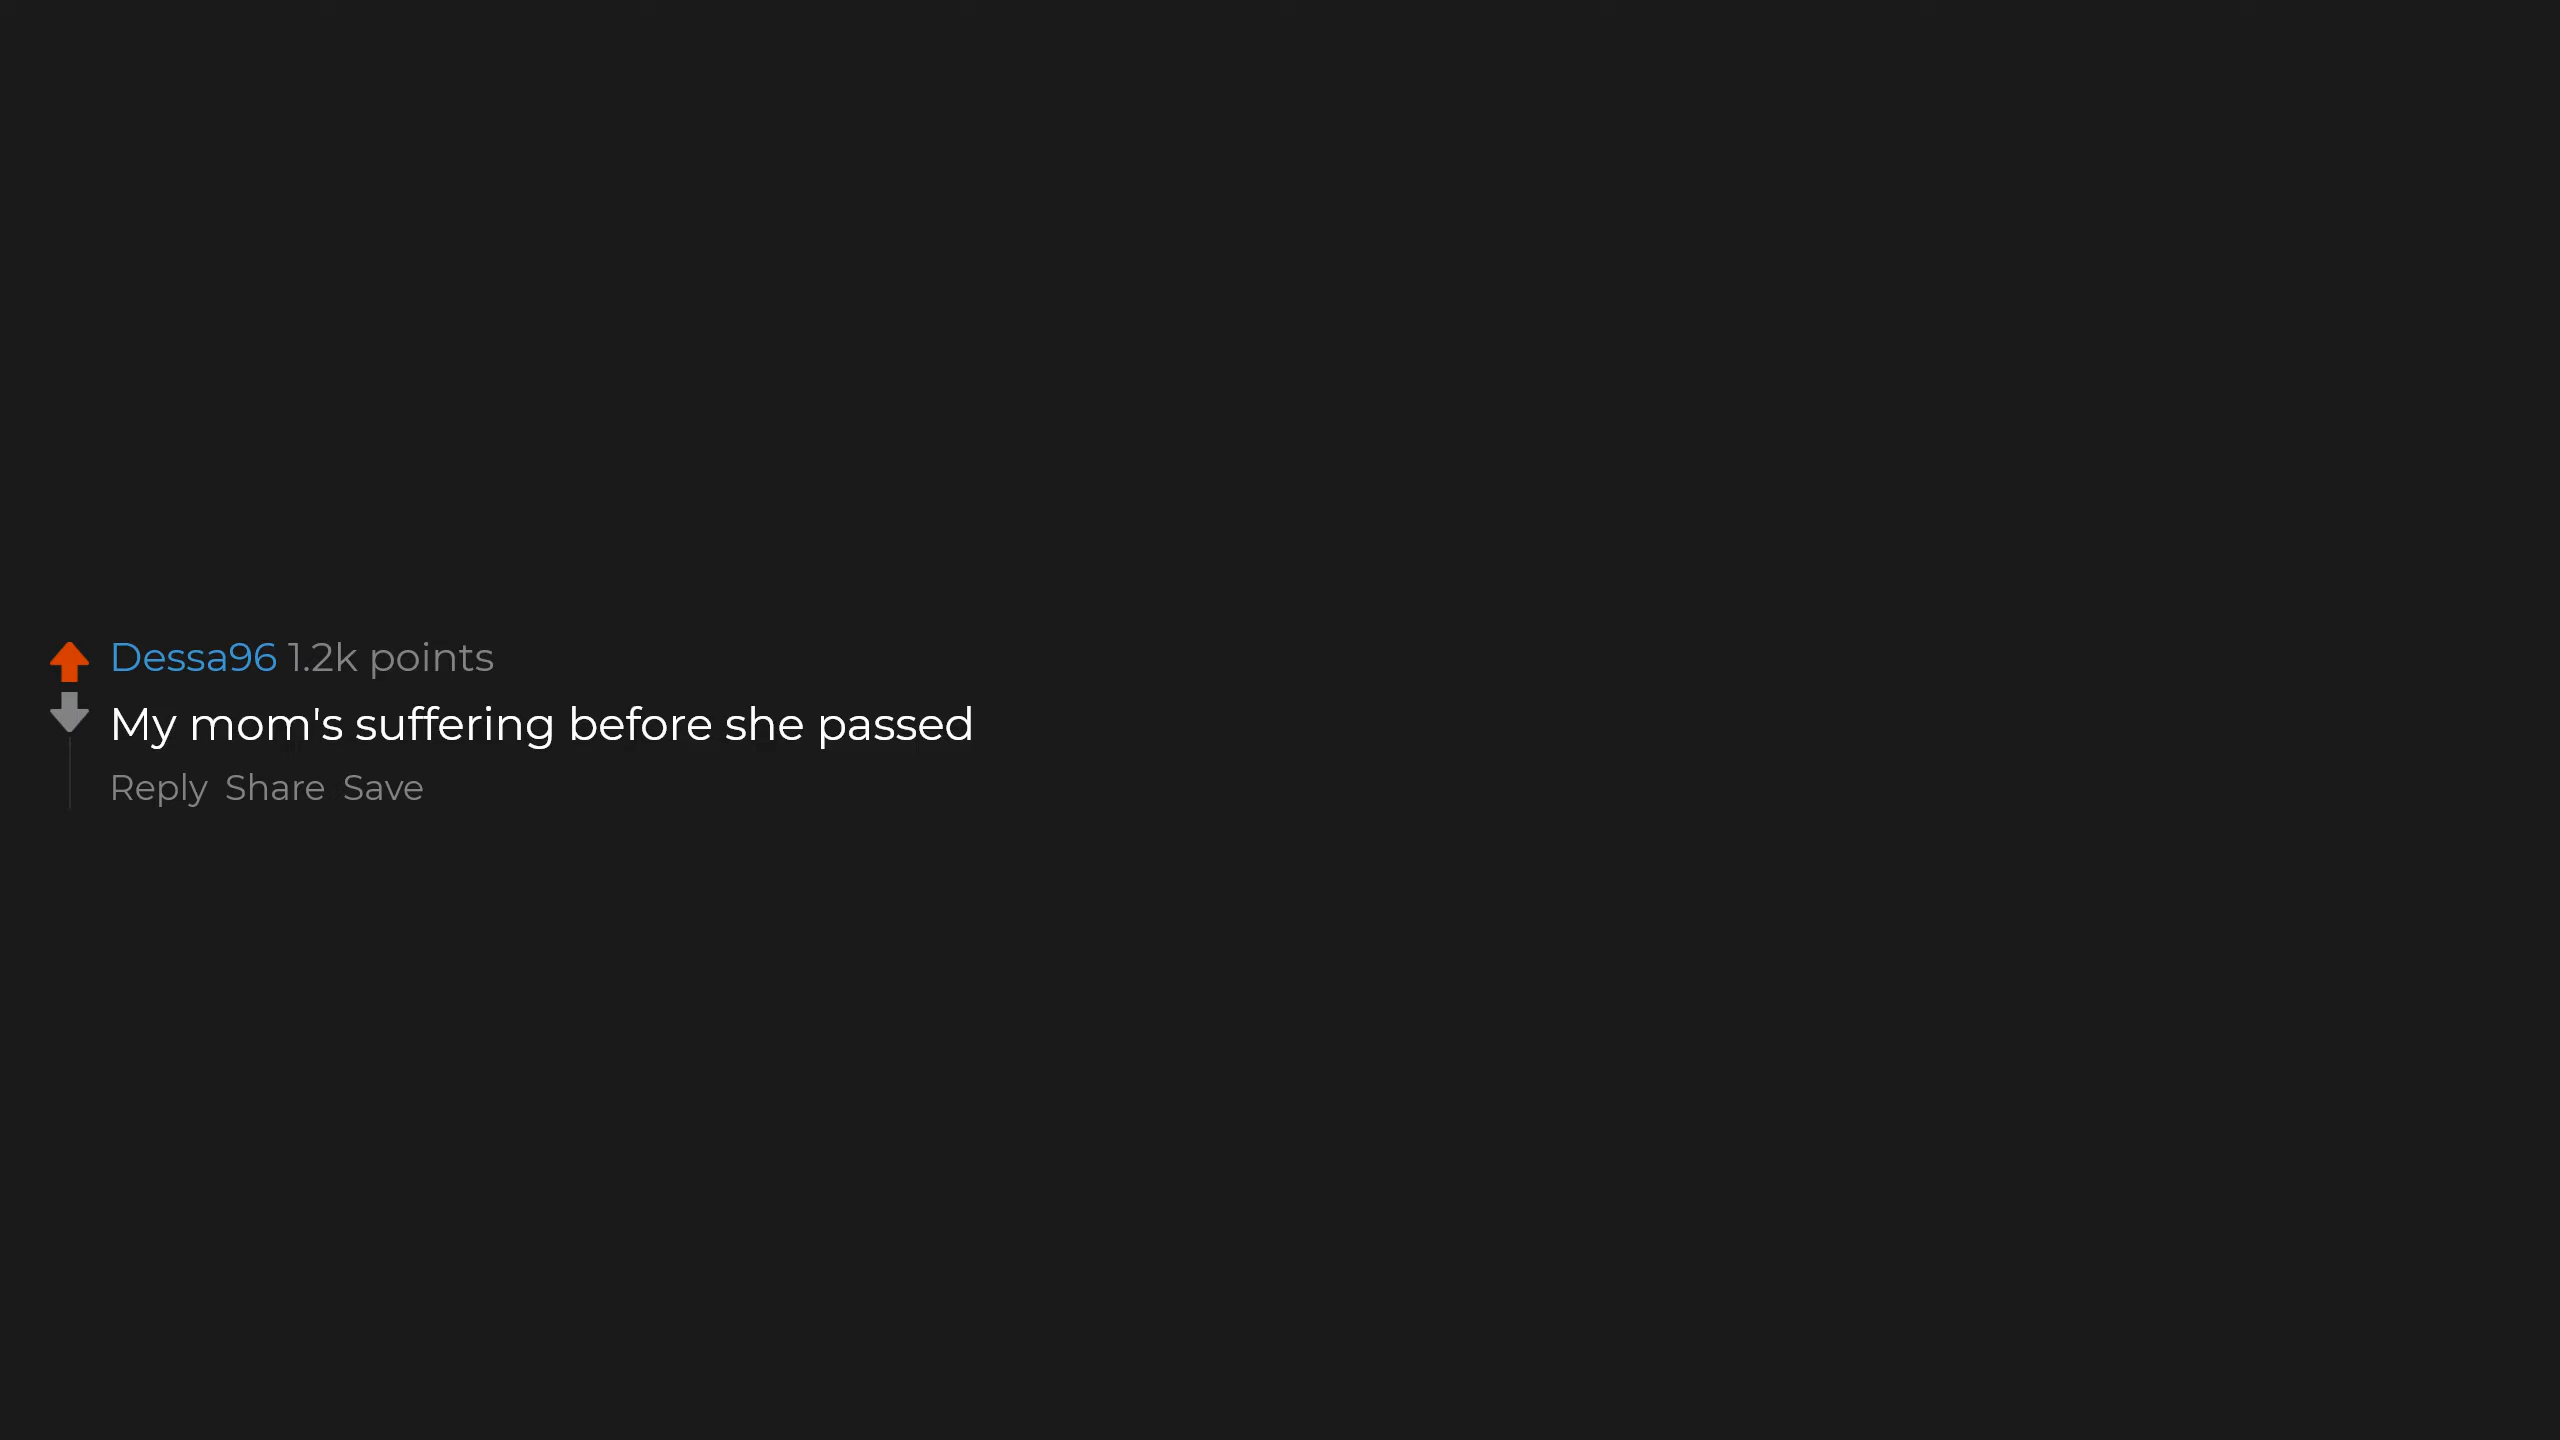 Dessa96 1.2k points
My mom's suffering before she passed
Reply Share Save